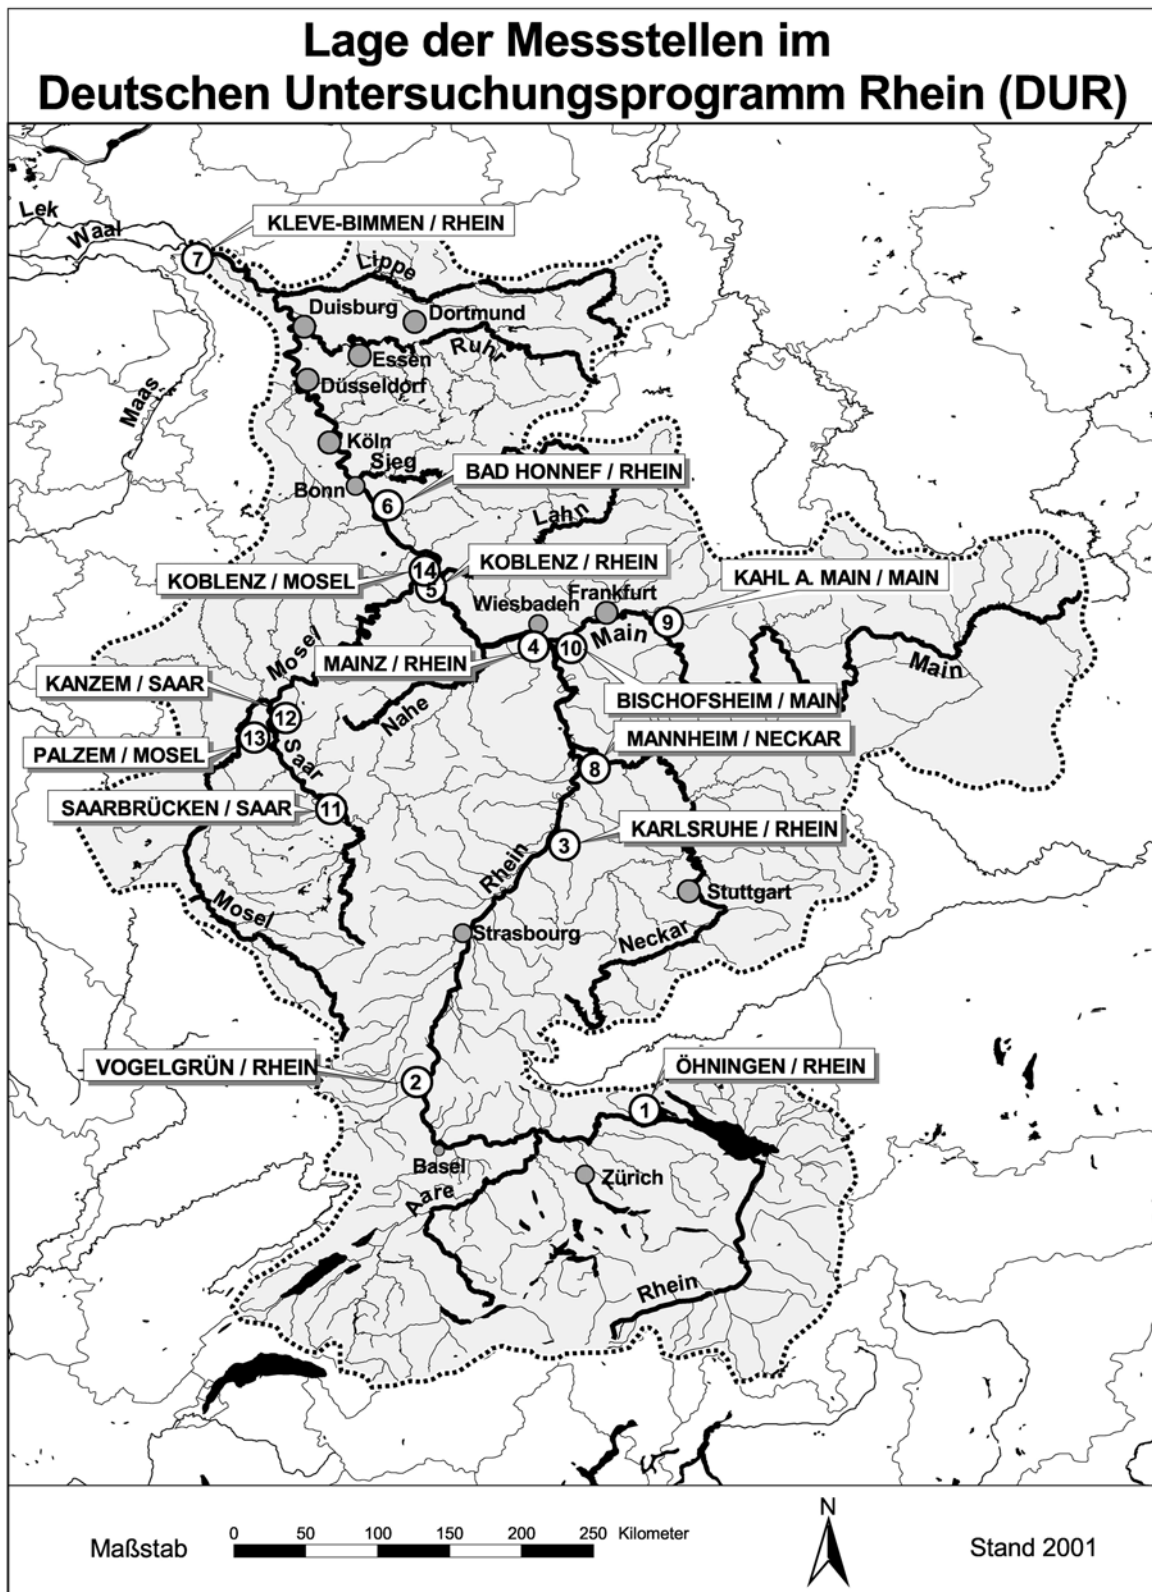 Lage der Messstellen im
Deutschen Untersuchungsprogramm Rhein (DUR)
Lek
Waal
KLEVE-BIMMEN / RHEIN
7
Lippe
Duisburg
Dortmund
Ruhr
Essen
Düsseldorf
Maas
Köln
Sieg
BAD HONNEF / RHEIN
Bonn
6
Lahn
KOBLENZ / MOSEL
14
KOBLENZ / RHEIN
5
KAHL A. MAIN / MAIN
Wiesbaden
Frankfurt
9
Main
4
10
MAINZ / RHEIN
Mosel
Main
KANZEM / SAAR
BISCHOFSHEIM / MAIN
12
Nahe
13
PALZEM / MOSEL
Saar
MANNHEIM / NECKAR
8
SAARBRÜCKEN / SAAR
11
KARLSRUHE / RHEIN
3
Rhein
Stuttgart
Mosel
Strasbourg
Neckar
VOGELGRÜN / RHEIN
2
ÖHNINGEN / RHEIN
1
Basel
Zürich
Aare
Rhein
N
Maßstab
0 50 100 150 200 250 Kilometer
Stand 2001